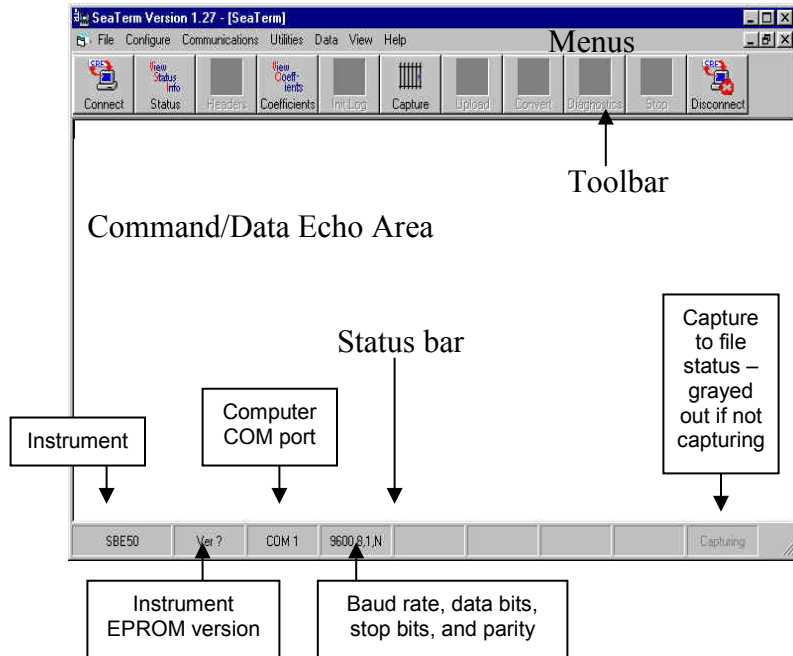 SeaTerm Version 1.27 - [SeaTerm]
File Configure Communications Utilities Data View Help
Menus
SBE
Connect
View
Status
Info
Status
Headers
View
Coeff-
ients
Coefficients
Init Log
Capture
Upload
Convert
Diagnostics
Stop
SBE
Disconnect
Toolbar
Command/Data Echo Area
Status bar
Capture
to file
status –
grayed
out if not
capturing
Computer
COM port
Instrument
SBE50
Ver ?
COM 1
9600,8,1,N
Capturing
Instrument
EPROM version
Baud rate, data bits,
stop bits, and parity